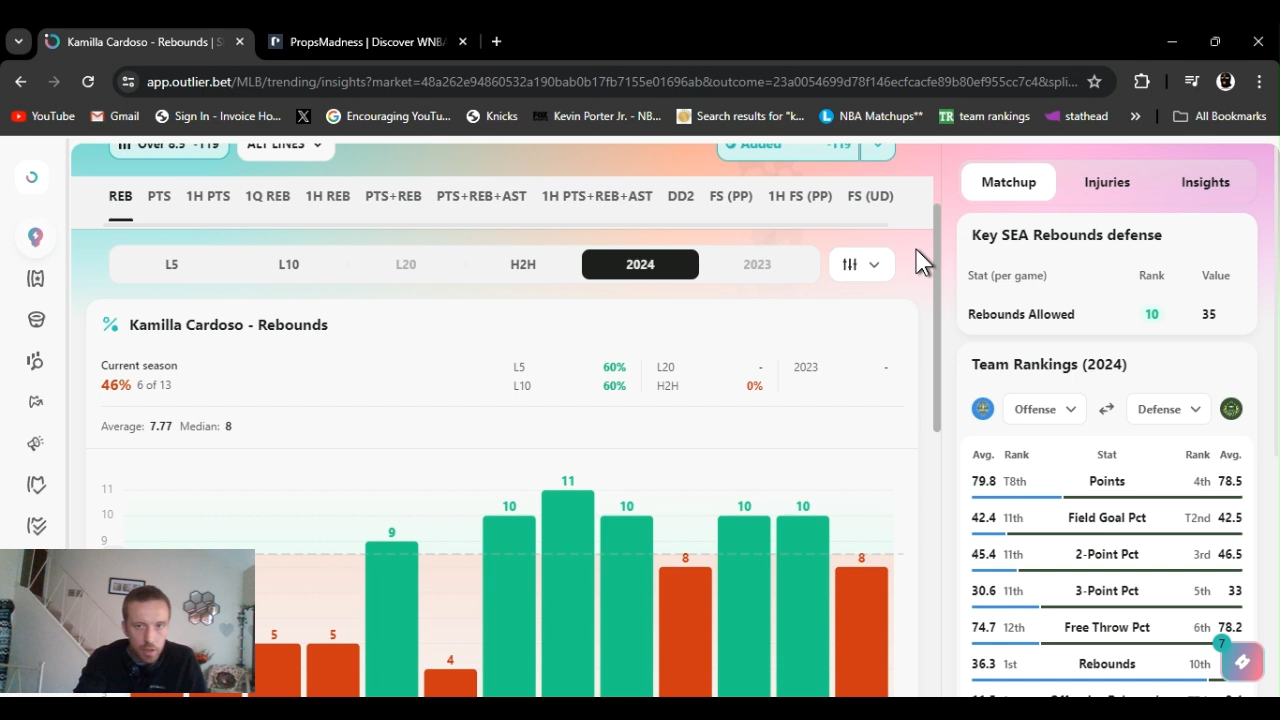 Kamilla Cardoso - Rebounds | S
PropsMadness | Discover WNB
app.outlier.bet/MLB/trending/insights?market=48a262e94860532a190bab0b17fb7155e01696ab&outcome=23a0054699d78f146ecfcacfe89b80ef955cc7c4&spli...
YouTube Gmail Sign In - Invoice Ho... X Encouraging YouTu... Knicks Kevin Porter Jr. - NB... Search results for "k... NBA Matchups** TR team rankings stathead » All Bookmarks
Over 8.5 -119 ALT LINES Added -119
REB PTS 1H PTS 1Q REB 1H REB PTS+REB PTS+REB+AST 1H PTS+REB+AST DD2 FS (PP) 1H FS (PP) FS (UD)
L5 L10 L20 H2H 2024 2023
Kamilla Cardoso - Rebounds
Current season
46% 6 of 13
L5 60% L20 - 2023 -
L10 60% H2H 0%
Average: 7.77 Median: 8
11
10
9
5 5 9 4 10 11 10 8 10 10 8
Matchup Injuries Insights
Key SEA Rebounds defense
Stat (per game) Rank Value
Rebounds Allowed 10 35
Team Rankings (2024)
Offense Defense
Avg. Rank Stat Rank Avg.
79.8 T8th Points 4th 78.5
42.4 11th Field Goal Pct T2nd 42.5
45.4 11th 2-Point Pct 3rd 46.5
30.6 11th 3-Point Pct 5th 33
74.7 12th Free Throw Pct 6th 78.2
36.3 1st Rebounds 10th
7